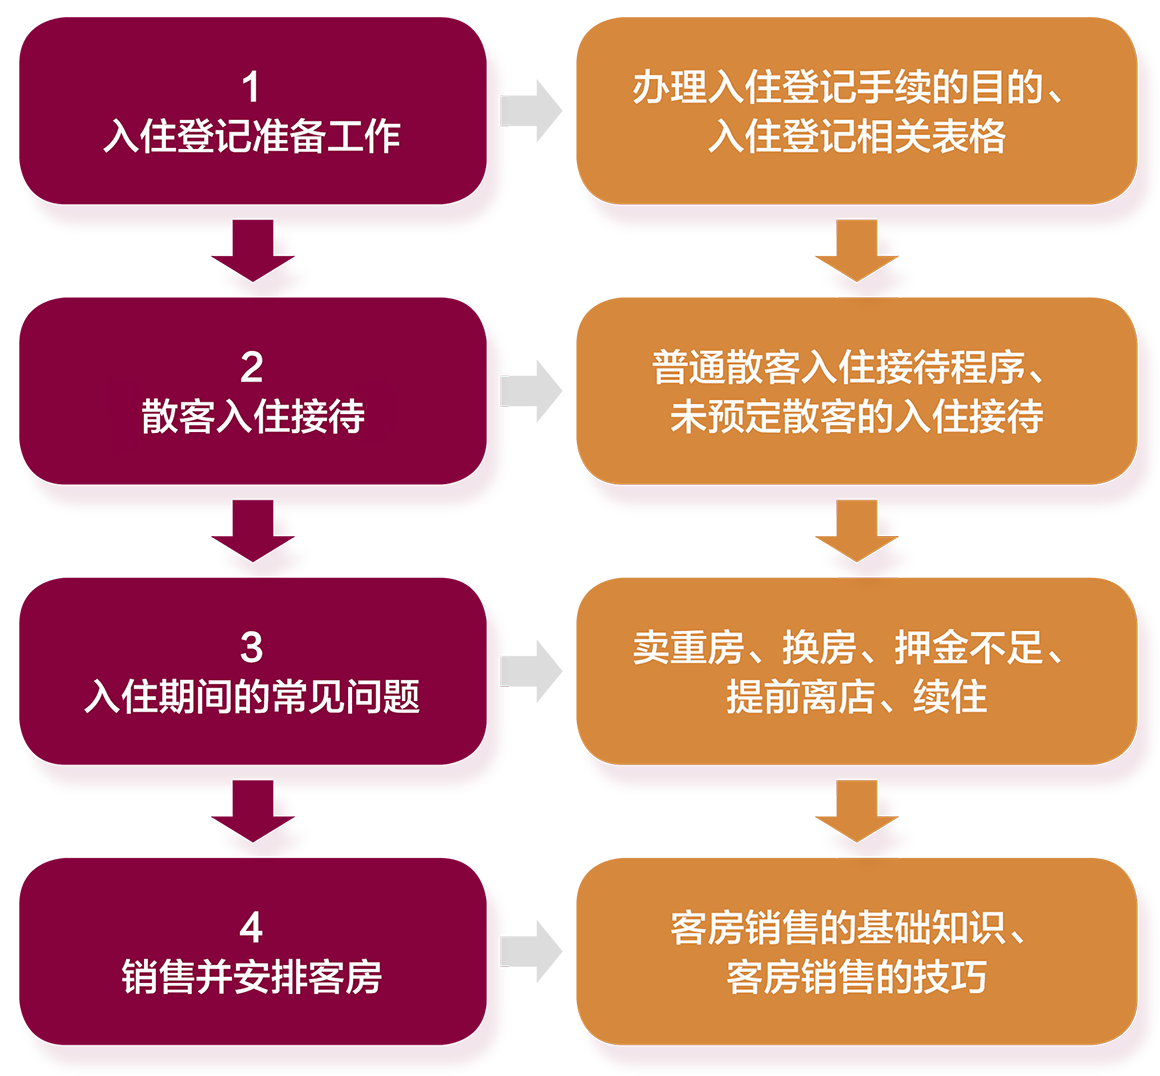 1
入住登记准备工作
办理入住登记手续的目的、
入住登记相关表格
2
散客入住接待
普通散客入住接待程序、
未预定散客的入住接待
3
入住期间的常见问题
卖重房、换房、押金不足、
提前离店、续住
4
销售并安排客房
客房销售的基础知识、
客房销售的技巧